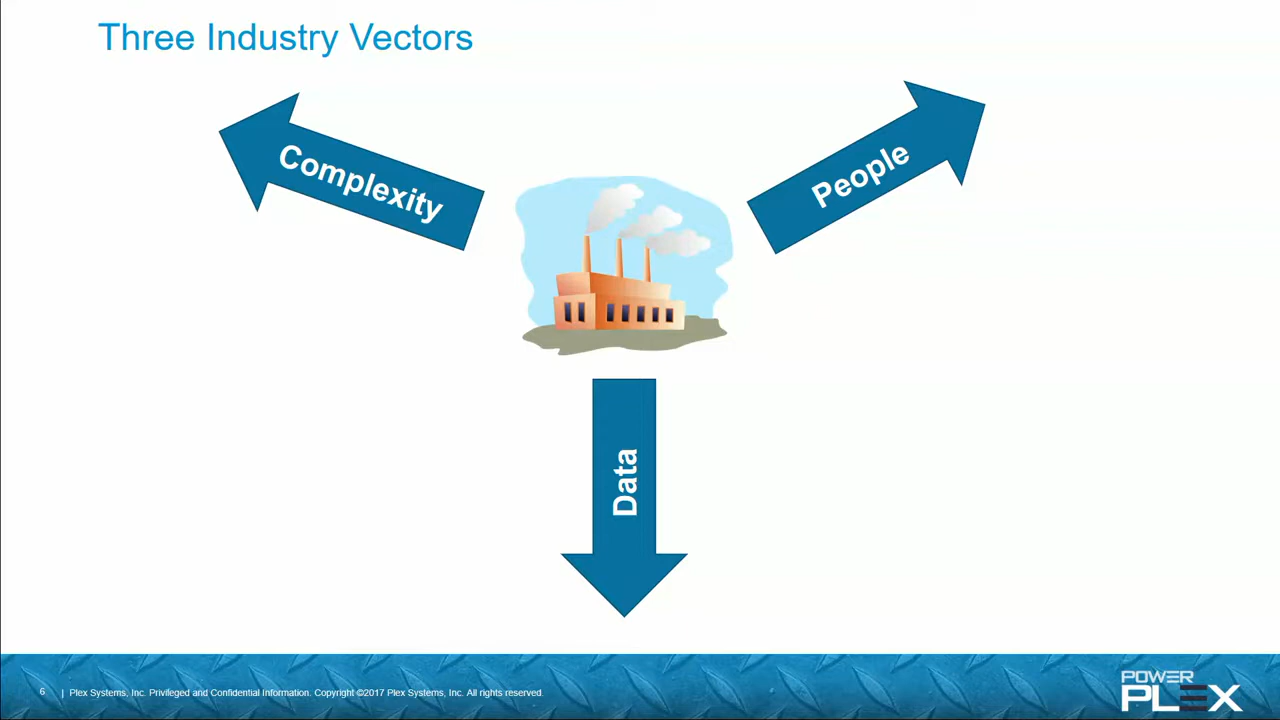 Three Industry Vectors
Complexity
People
Data
6 | Plex Systems, Inc. Privileged and Confidential Information. Copyright ©2017 Plex Systems, Inc. All rights reserved.
POWER
PLEX